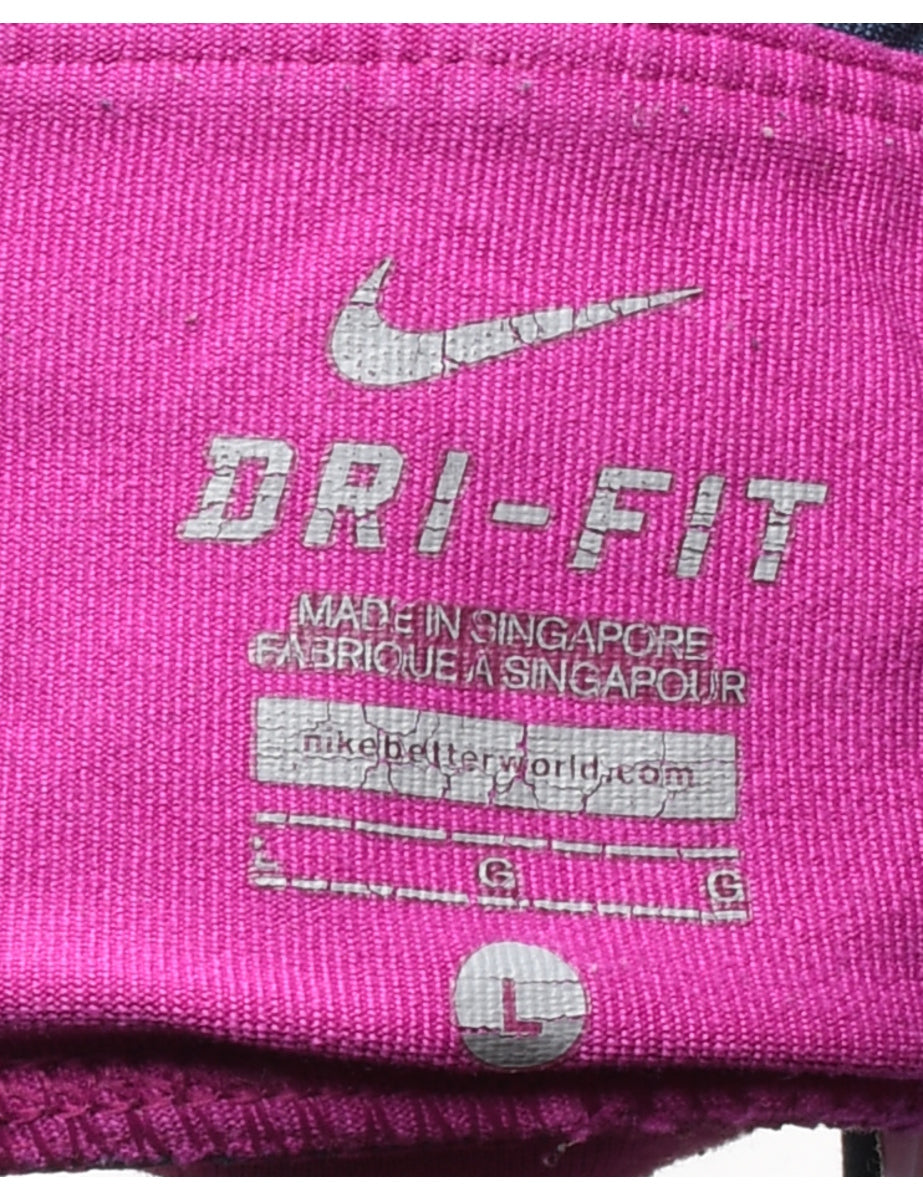 DRI-FIT
MADE IN SINGAPORE
FABRIQUE À SINGAPOUR
nikebetterworld.com
G G
L